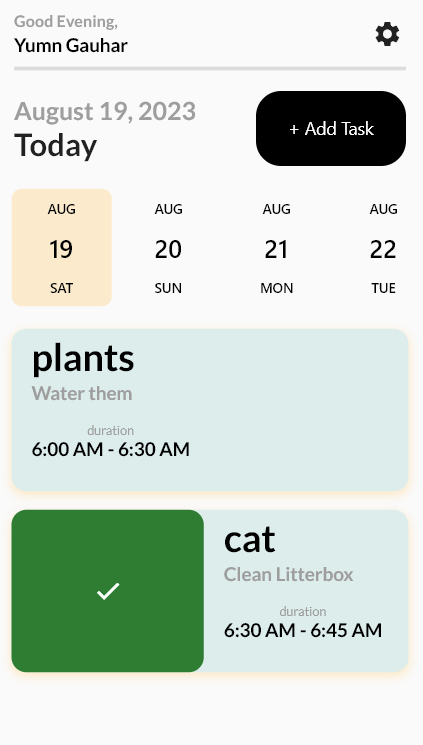 Good Evening,
Yumn Gauhar
August 19, 2023
Today
+ Add Task
AUG AUG AUG AUG
19 20 21 22
SAT SUN MON TUE
plants
Water them
duration
6:00 AM - 6:30 AM
cat
Clean Litterbox
duration
6:30 AM - 6:45 AM